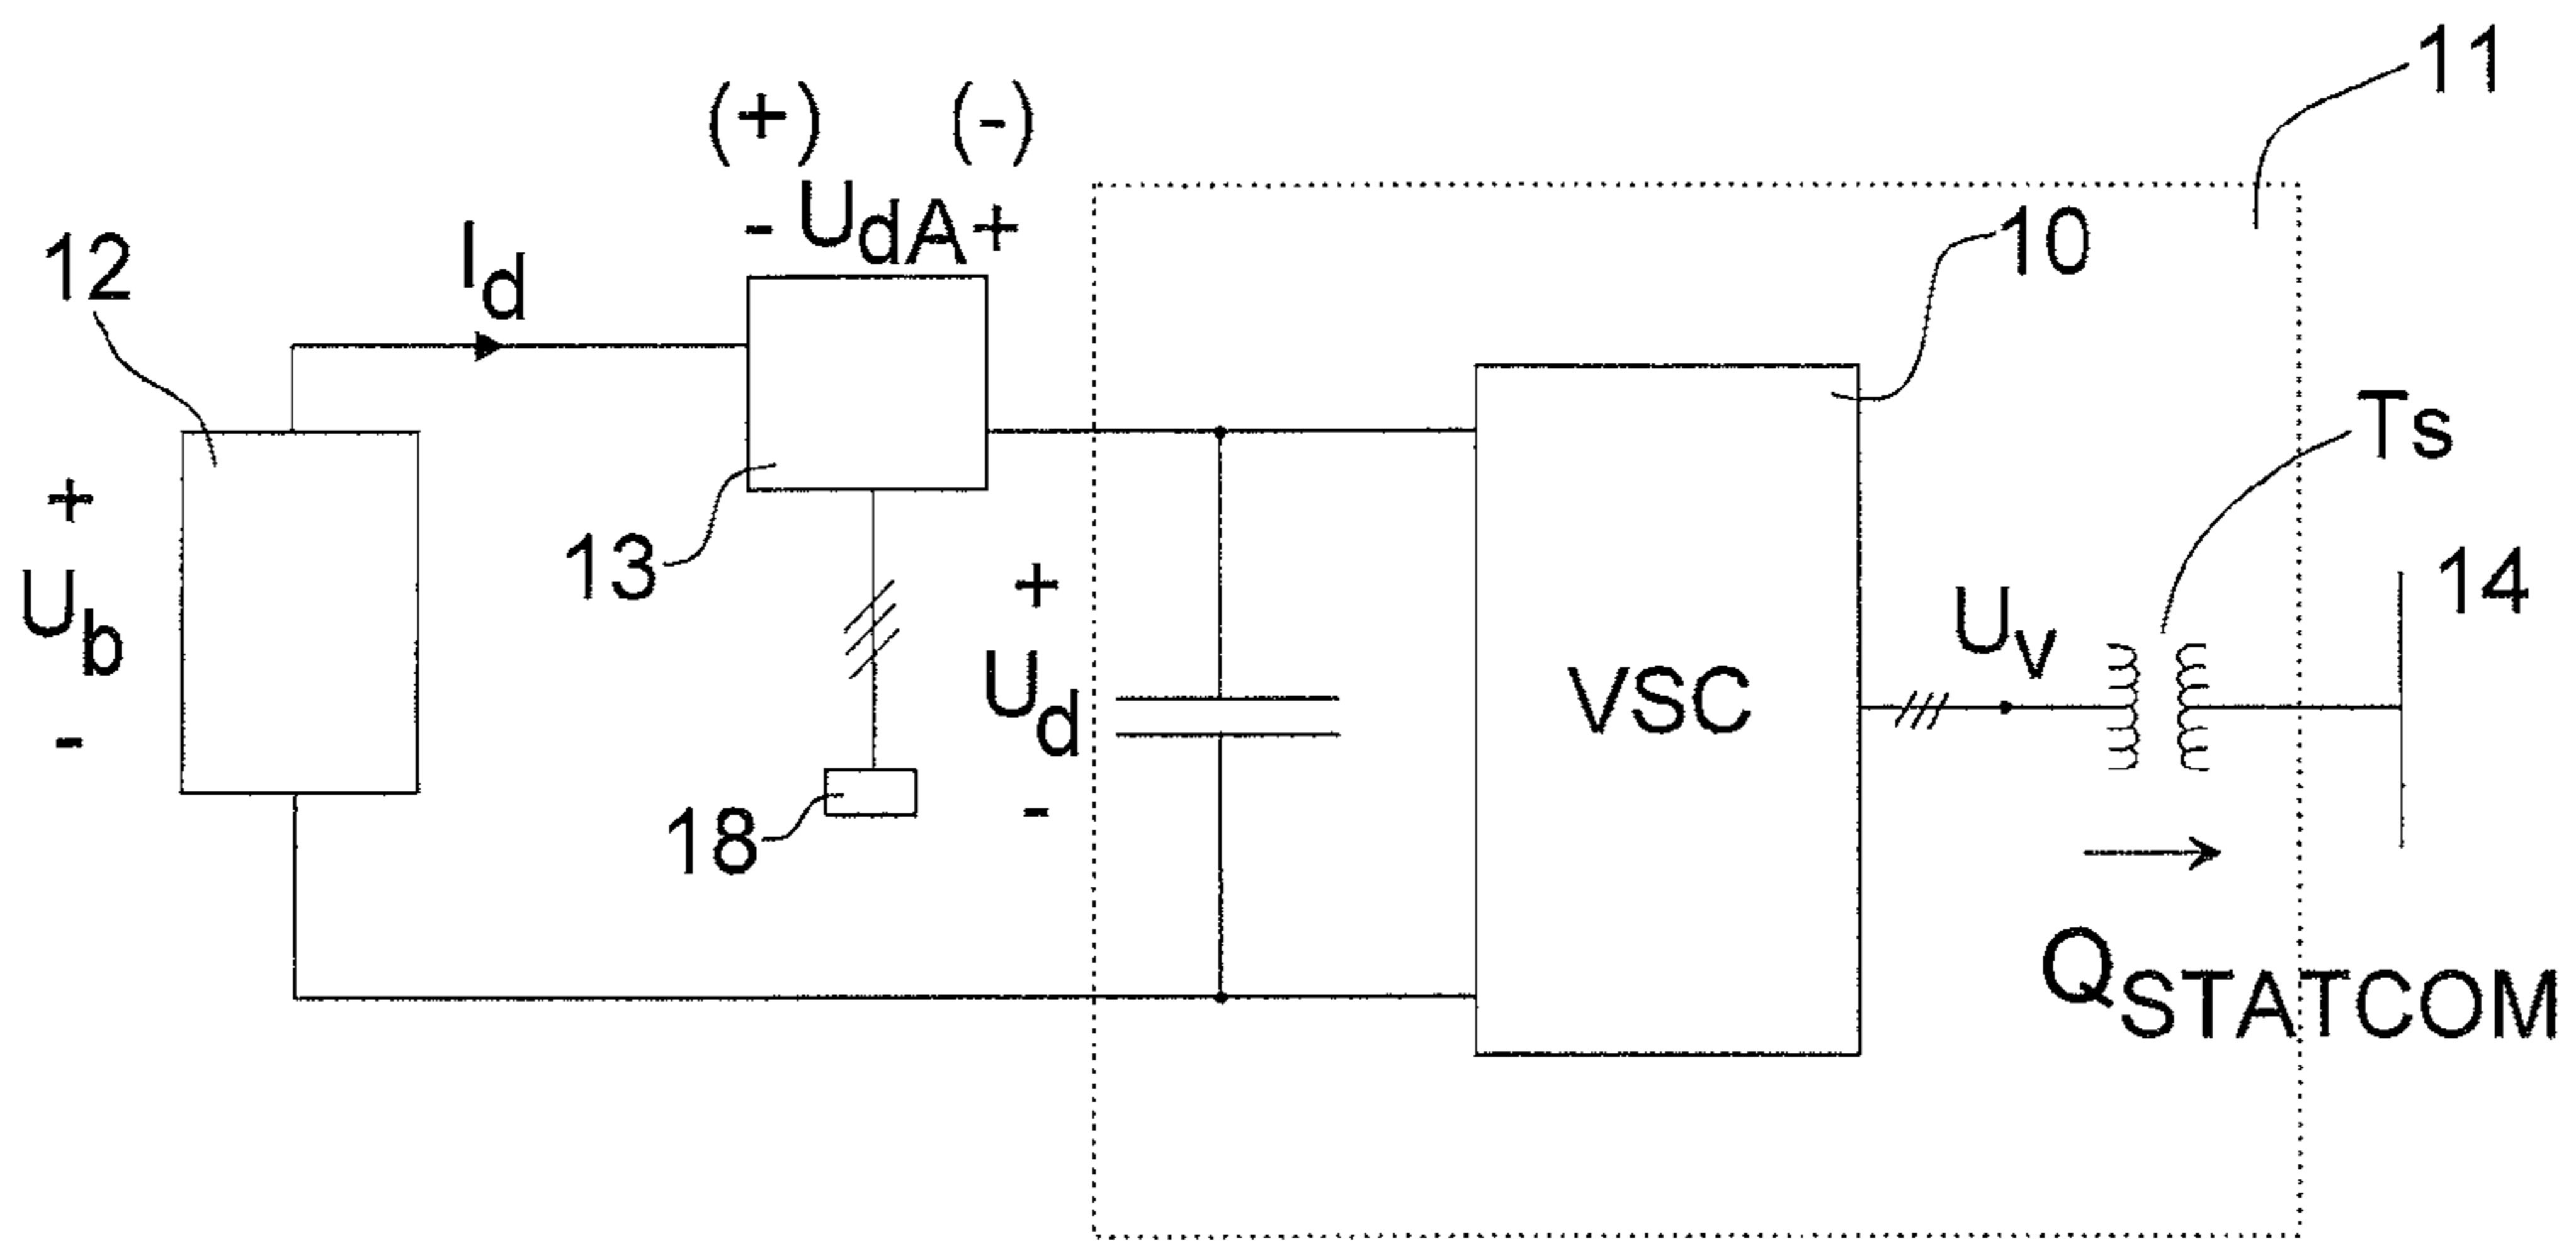 11
(+) (-)
- UdA +
10
12
Id
Ts
+
Ub
-
13
+
Ud
-
14
Uv
VSC
18
QSTATCOM